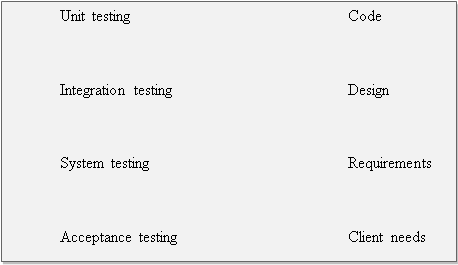 Unit testing Code
Integration testing Design
System testing Requirements
Acceptance testing Client needs